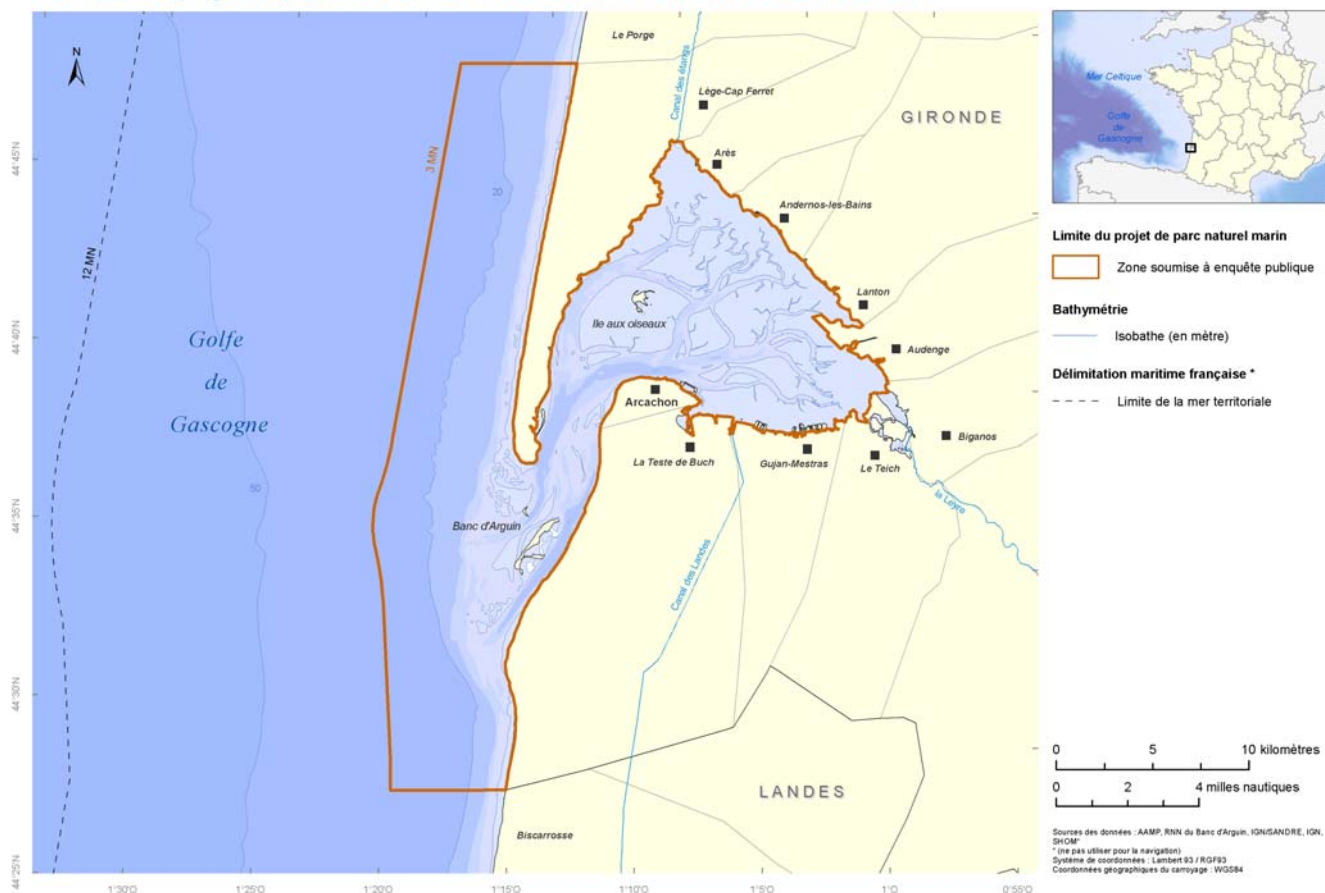 N
Le Porge
Canal des étangs
Lège-Cap Ferret
GIRONDE
3 MN
20
Arès
Andernos-les-Bains
12 MN
Lanton
Ile aux oiseaux
Golfe
de
Gascogne
Audenge
Arcachon
50
Biganos
La Teste de Buch
Gujan-Mestras
Le Teich
la Leyre
Banc d'Arguin
Canal des Landes
LANDES
Biscarrosse
44°45'N
44°40'N
44°35'N
44°30'N
44°25'N
1°30'O
1°25'O
1°20'O
1°15'O
1°10'O
1°5'O
1°O
0°55'O
Mer Celtique
Golfe
de
Gascogne
Limite du projet de parc naturel marin
Zone soumise à enquête publique
Bathymétrie
Isobathe (en mètre)
Délimitation maritime française *
Limite de la mer territoriale
0 5 10 kilomètres
0 2 4 milles nautiques
Sources des données : AAMP, RNN du Banc d'Arguin, IGN/SANDRE, IGN,
SHOM*
* (ne pas utiliser pour la navigation)
Système de coordonnées : Lambert 93 / RGF93
Coordonnées géographiques du carroyage : WGS84